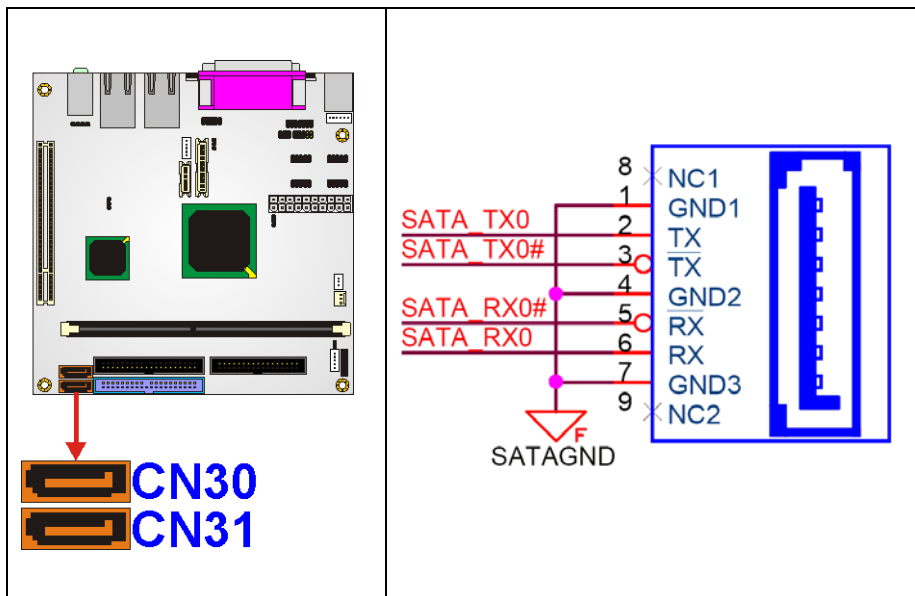 CN30
CN31
8 NC1
1 GND1
SATA_TX0 2 TX
SATA_TX0# 3 TX
4 GND2
SATA_RX0# 5 RX
SATA_RX0 6 RX
7 GND3
9 NC2
F
SATAGND